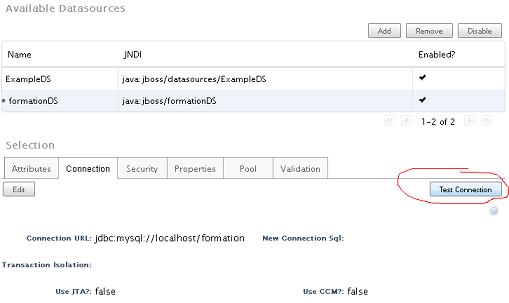 Available Datasources
Add Remove Disable
Name JNDI Enabled?
ExampleDS java:jboss/datasources/ExampleDS
formationDS java:jboss/formationDS
1-2 of 2
Selection
Attributes Connection Security Properties Pool Validation
Edit Test Connection
Connection URL: jdbc:mysql://localhost/formation New Connection Sql:
Transaction Isolation:
Use JTA?: false Use CCM?: false